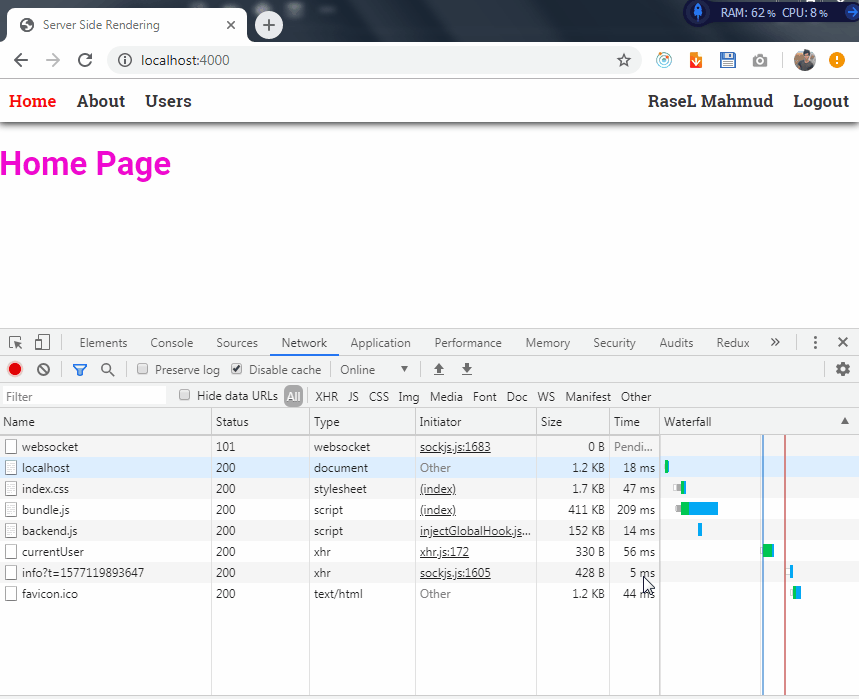 Server Side Rendering
RAM: 62% CPU: 8%
localhost:4000
Home About Users RaseL Mahmud Logout
Home Page
Elements Console Sources Network Application Performance Memory Security Audits Redux
Preserve log Disable cache Online
Filter Hide data URLs All XHR JS CSS Img Media Font Doc WS Manifest Other
Name Status Type Initiator Size Time Waterfall
websocket 101 websocket sockjs.js:1683 0 B Pendi...
localhost 200 document Other 1.2 KB 18 ms
index.css 200 stylesheet (index) 1.7 KB 47 ms
bundle.js 200 script (index) 411 KB 209 ms
backend.js 200 script injectGlobalHook.js... 152 KB 14 ms
currentUser 200 xhr xhr.js:172 330 B 56 ms
info?t=1577119893647 200 xhr sockjs.js:1605 428 B 5 ms
favicon.ico 200 text/html Other 1.2 KB 44 ms